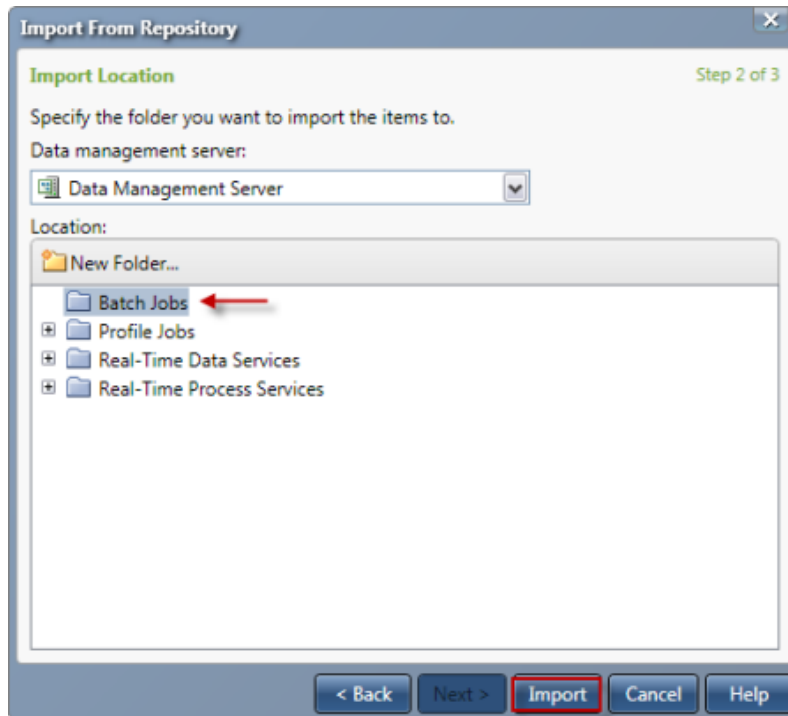 Import From Repository
Import Location Step 2 of 3
Specify the folder you want to import the items to.
Data management server:
Data Management Server
Location:
New Folder...
Batch Jobs
Profile Jobs
Real-Time Data Services
Real-Time Process Services
< Back Next > Import Cancel Help